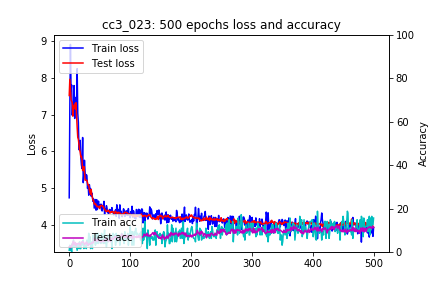 cc3_023: 500 epochs loss and accuracy
9
8
7
6
5
4
Loss
Train loss
Test loss
Train acc
Test acc
100
80
60
40
20
0
Accuracy
0 100 200 300 400 500